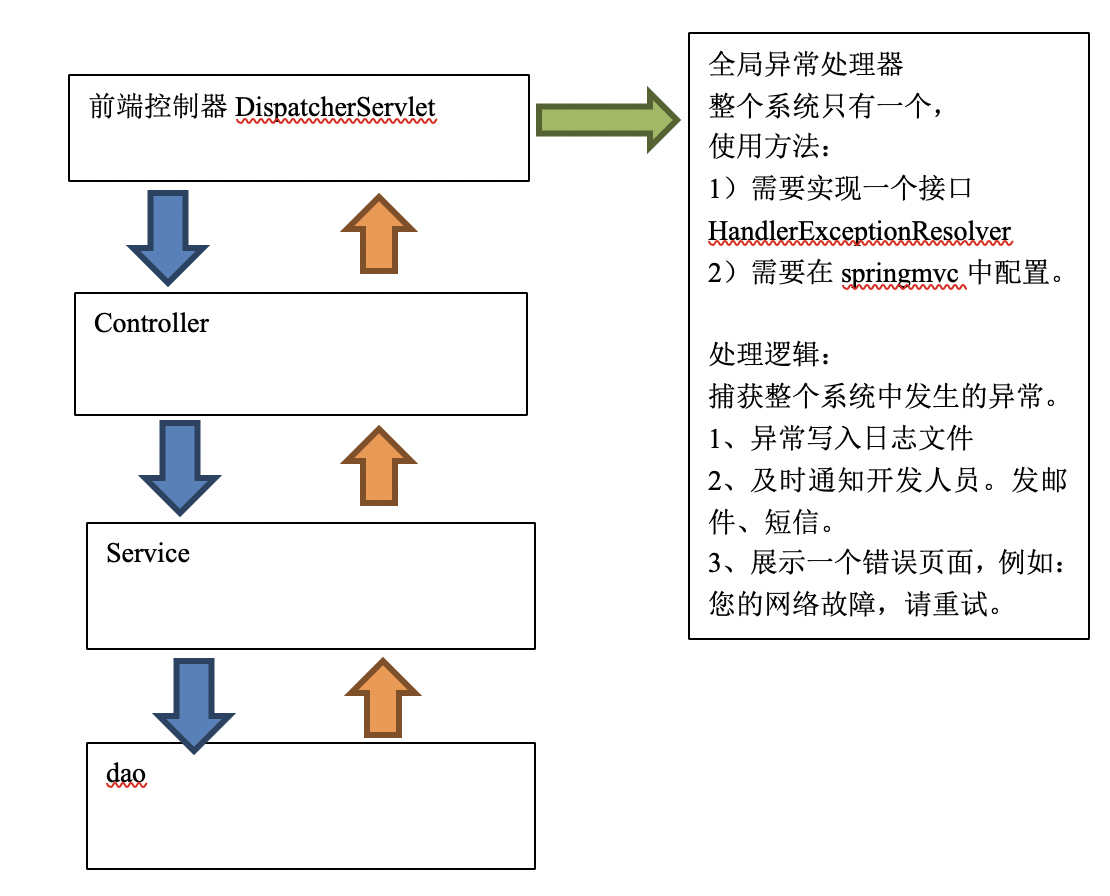 前端控制器 DispatcherServlet
Controller
Service
dao
全局异常处理器
整个系统只有一个，
使用方法：
1）需要实现一个接口
HandlerExceptionResolver
2）需要在 springmvc 中配置。
处理逻辑：
捕获整个系统中发生的异常。
1、异常写入日志文件
2、及时通知开发人员。发邮
件、短信。
3、展示一个错误页面，例如：
您的网络故障，请重试。